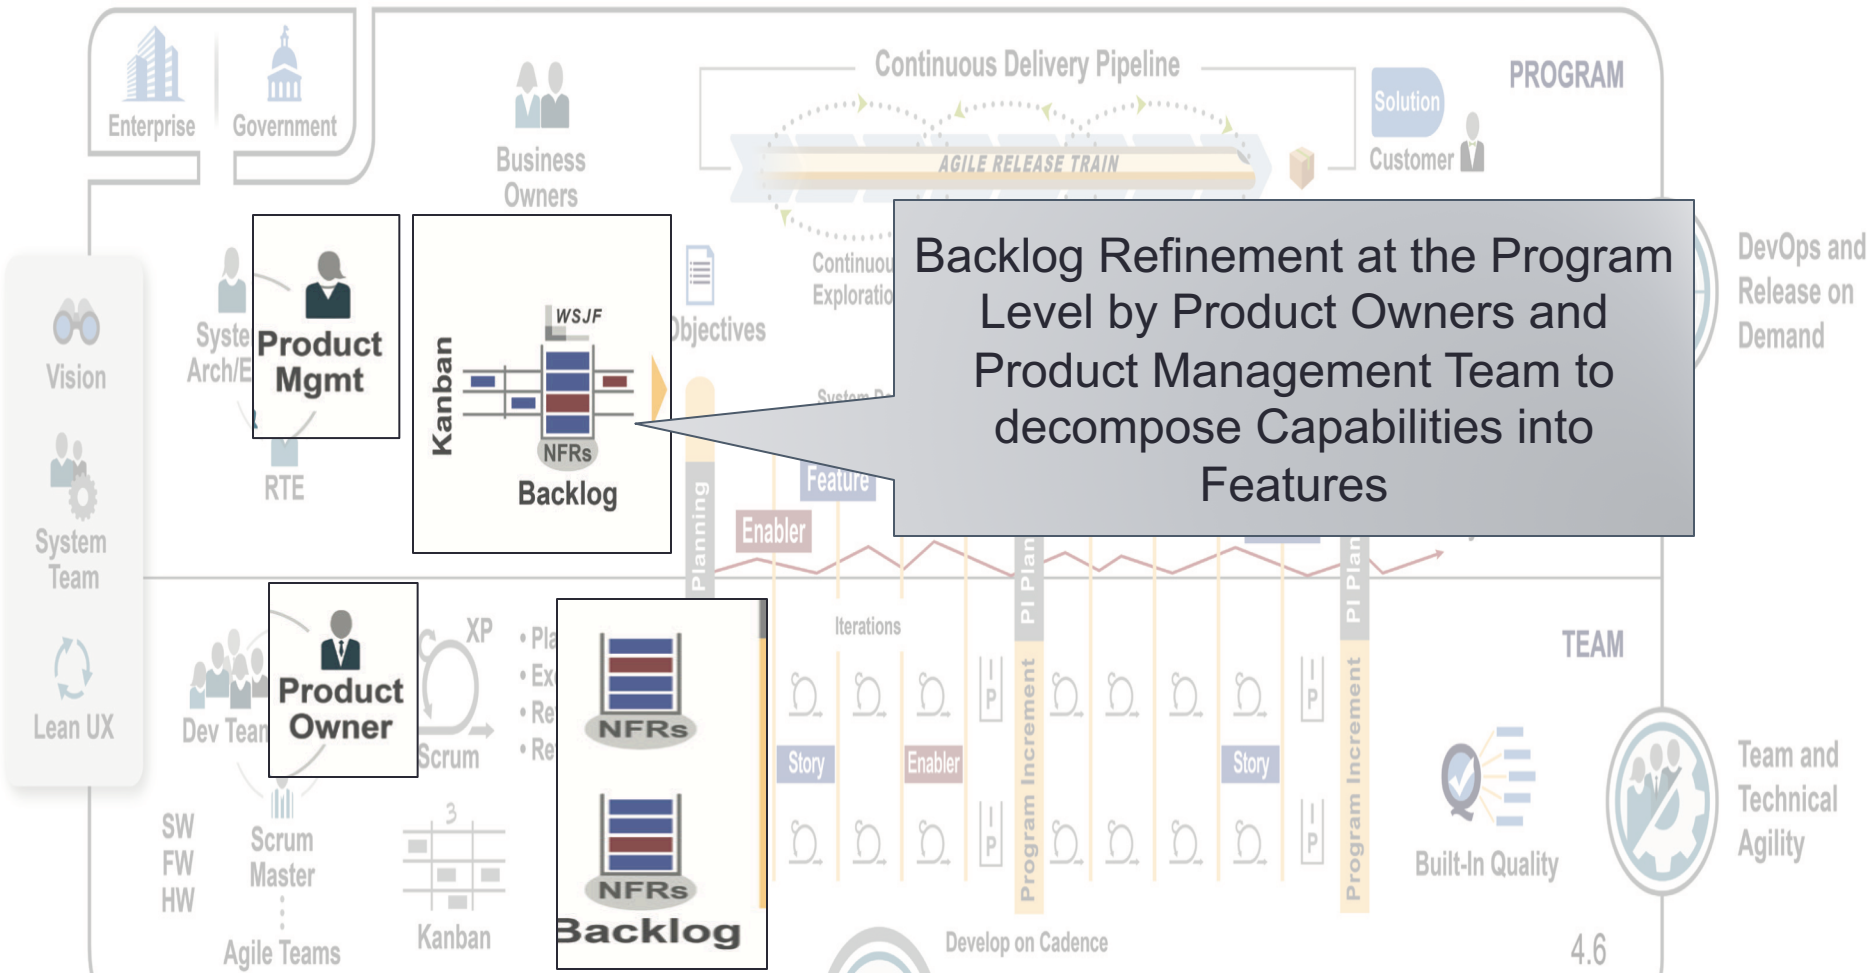 Enterprise
Government
Business
Owners
Continuous Delivery Pipeline
AGILE RELEASE TRAIN
Solution
Customer
PROGRAM
DevOps and
Release on
Demand
Vision
System
Team
Lean UX
Product
Mgmt
RTE
Kanban
WSJF
NFRs
Backlog
Backlog Refinement at the Program
Level by Product Owners and
Product Management Team to
decompose Capabilities into
Features
Feature
Enabler
Planning
TEAM
Product
Owner
Scrum
XP
Scrum
Master
SW
FW
HW
Agile Teams
3
Kanban
NFRs
NFRs
Backlog
Iterations
Story
Enabler
Story
I
P
I
P
I
P
I
P
PI
Program Increment
PI
Program Increment
Built-In Quality
Team and
Technical
Agility
Develop on Cadence
4.6